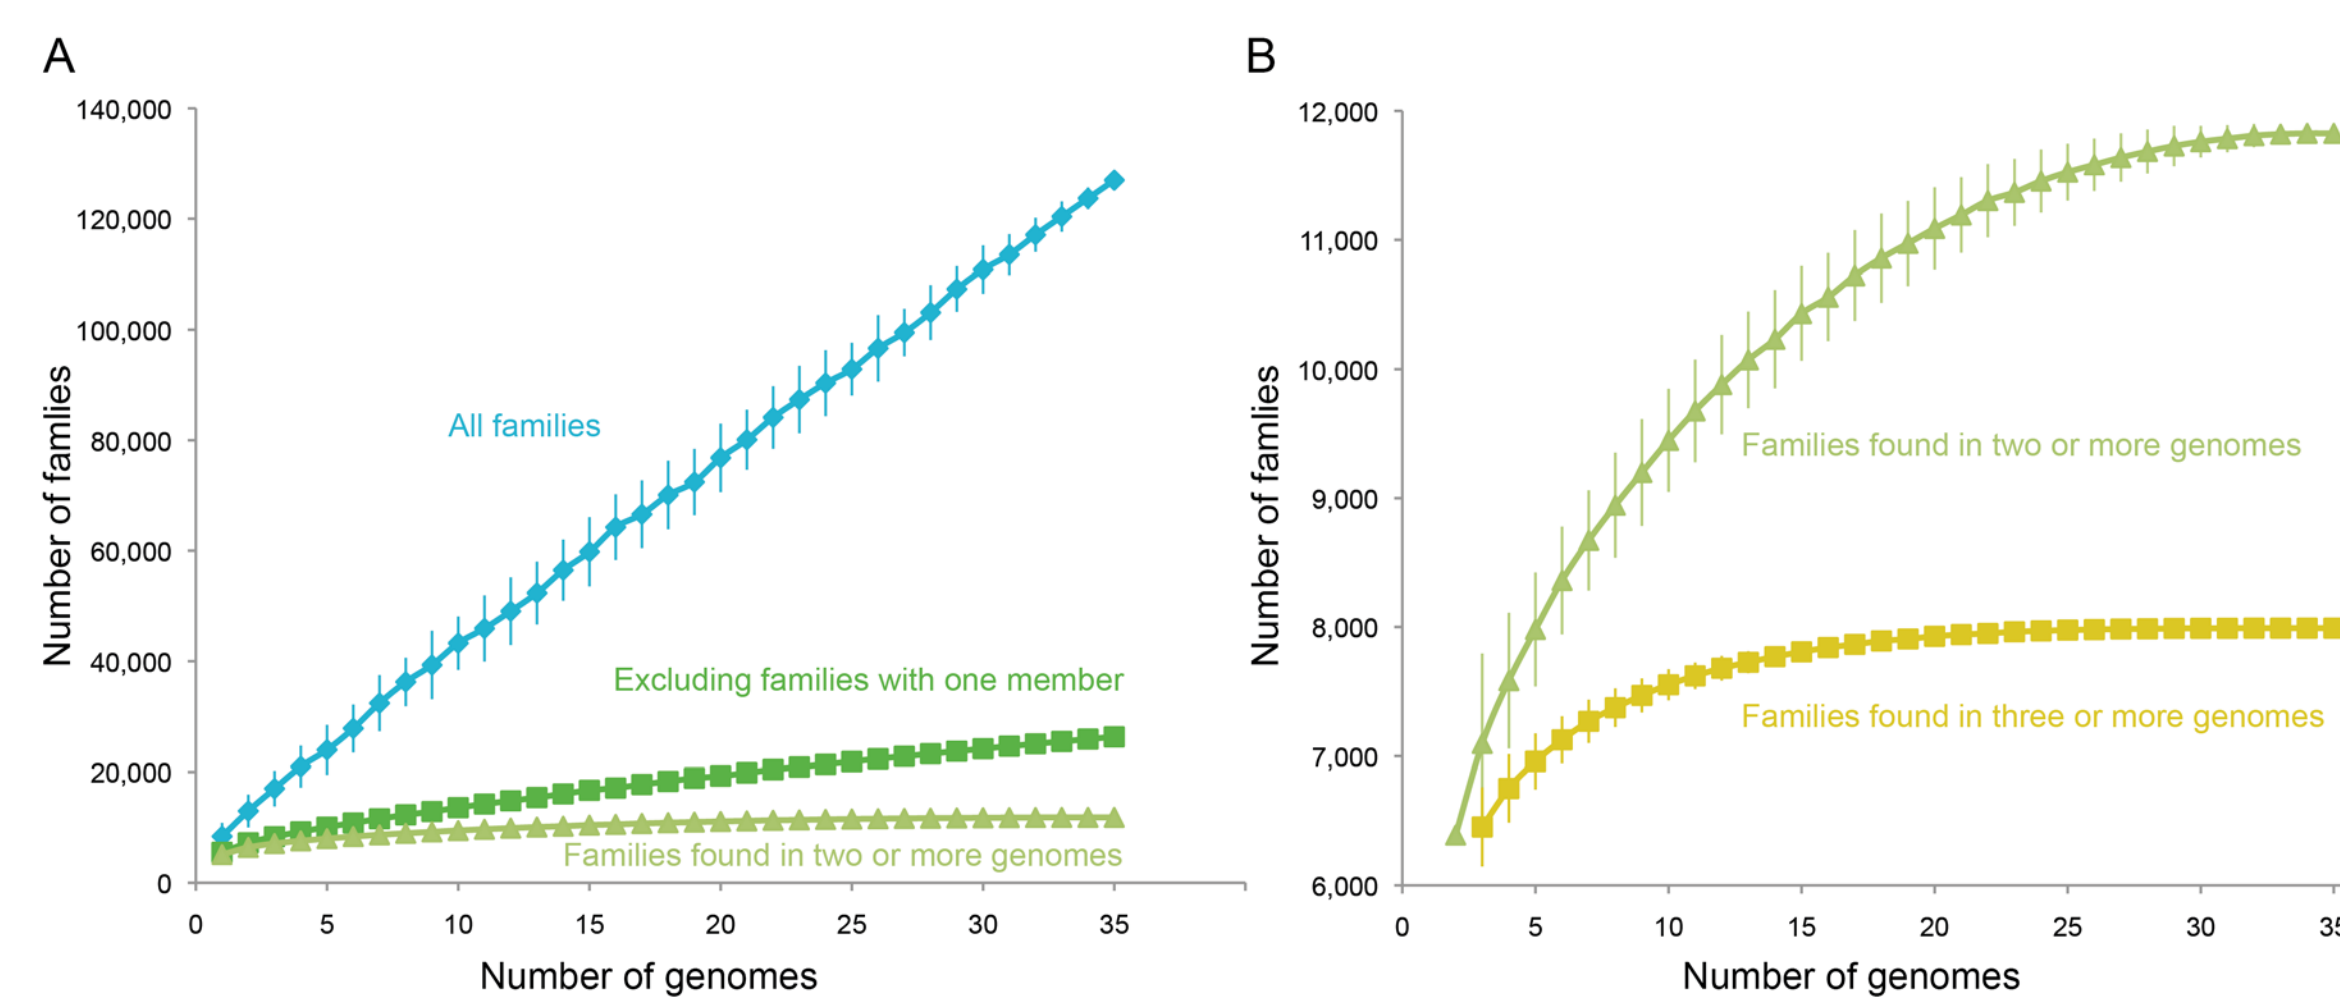 A
140,000
120,000
100,000
80,000
60,000
40,000
20,000
0
Number of families
All families
Excluding families with one member
Families found in two or more genomes
0 5 10 15 20 25 30 35
Number of genomes
B
12,000
11,000
10,000
9,000
8,000
7,000
6,000
Number of famlies
Families found in two or more genomes
Families found in three or more genomes
0 5 10 15 20 25 30 35
Number of genomes